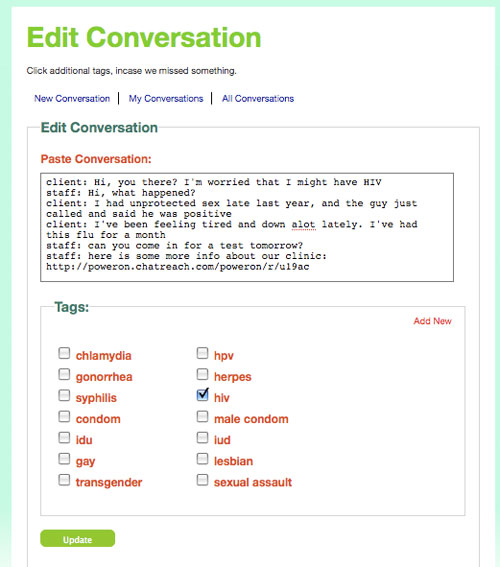 Edit Conversation
Click additional tags, incase we missed something.
New Conversation | My Conversations | All Conversations
Edit Conversation
Paste Conversation:
client: Hi, you there? I'm worried that I might have HIV
staff: Hi, what happened?
client: I had unprotected sex late last year, and the guy just
called and said he was positive
client: I've been feeling tired and down alot lately. I've had
this flu for a month
staff: can you come in for a test tomorrow?
staff: here is some more info about our clinic:
http://poweron.chatreach.com/poweron/r/u19ac
Tags:
Add New
chlamydia hpv
gonorrhea herpes
syphilis hiv
condom male condom
idu iud
gay lesbian
transgender sexual assault
Update